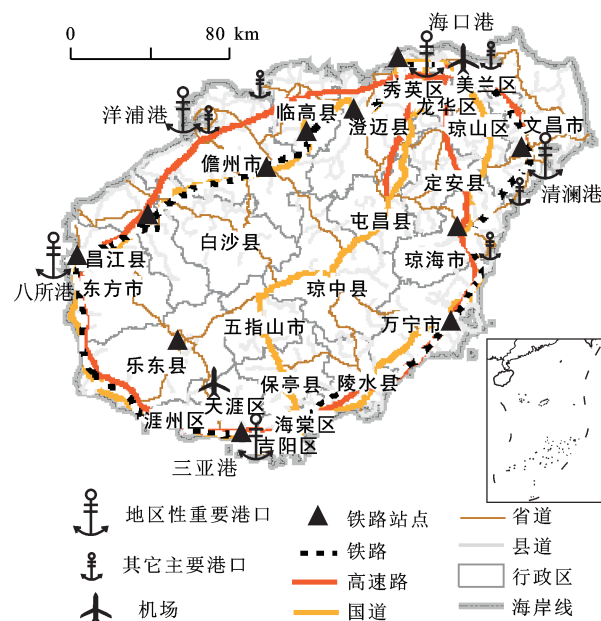 海口港
0 80 km
美兰区
秀英区
洋浦港
临高县
龙华区
澄迈县
琼山区
文昌市
儋州市
定安县
清澜港
屯昌县
白沙县
昌江县
琼海市
八所港
东方市
琼中县
五指山市
万宁市
乐东县
保亭县
陵水县
天涯区
崖州区
海棠区
吉阳区
三亚港
地区性重要港口
铁路站点
省道
其它主要港口
铁路
县道
高速路
行政区
机场
国道
海岸线